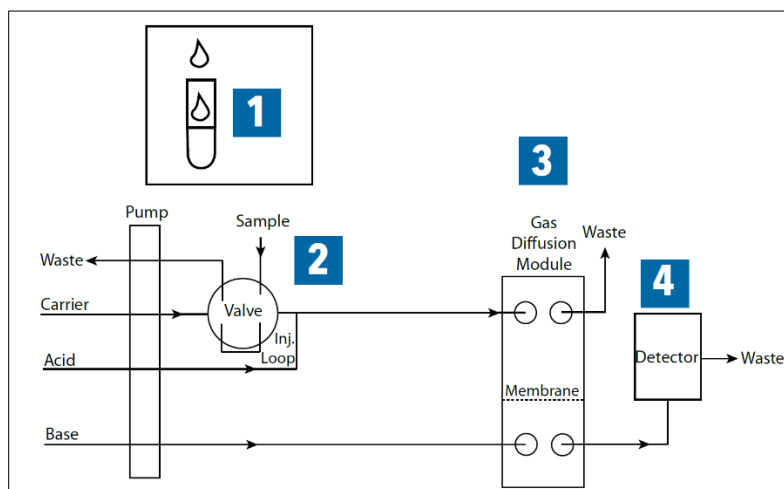 1
3
Pump
Sample
2
Gas
Diffusion
Module
Waste
4
Waste
Carrier
Valve
Inj.
Loop
Acid
Detector
Waste
Membrane
Base